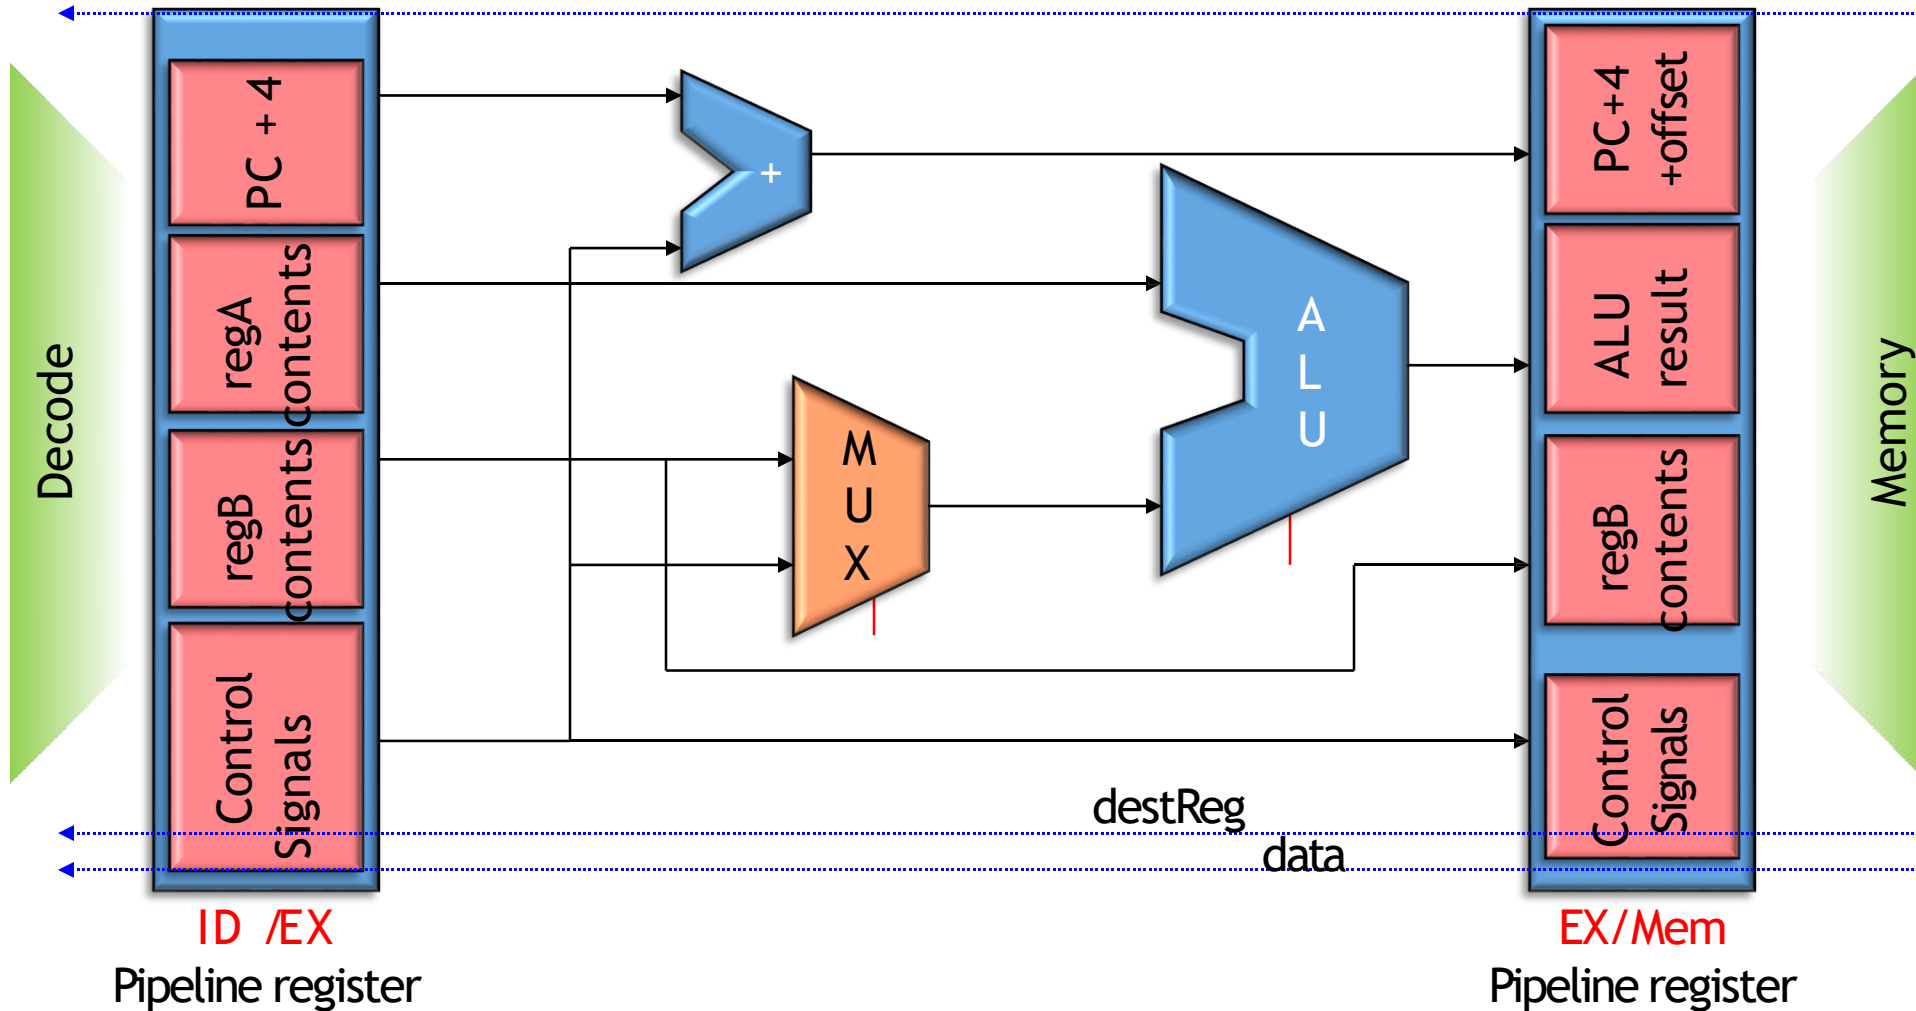 Decode
PC + 4
regA
contents
regB
contents
Control
Signals
ID /EX
Pipeline register
+
M
U
X
A
L
U
destReg
data
PC+4
+offset
ALU
result
regB
contents
Control
Signals
EX/Mem
Pipeline register
Memory